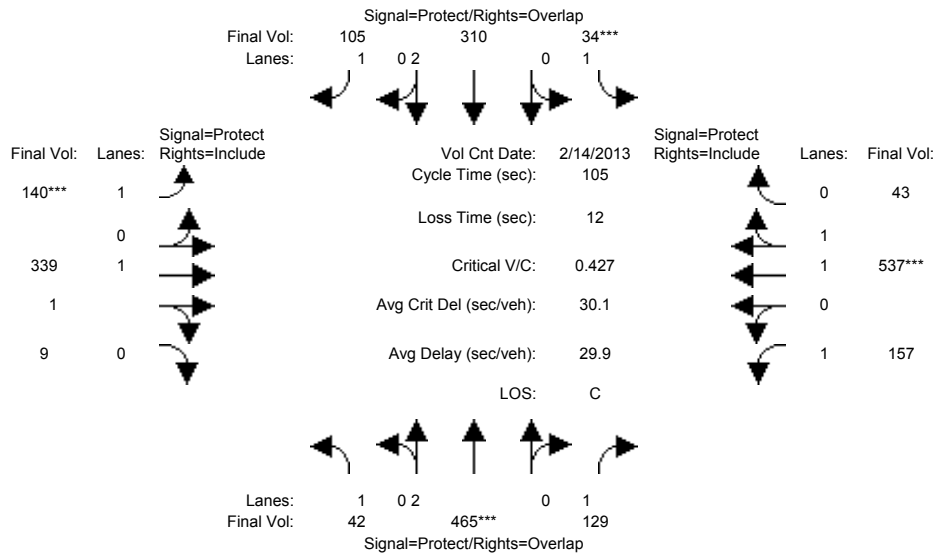 Signal=Protect/Rights=Overlap
Final Vol: 105 310 34***
Lanes: 1 0 2 0 1
Signal=Protect Signal=Protect
Final Vol: Lanes: Rights=Include Vol Cnt Date: 2/14/2013 Rights=Include Lanes: Final Vol:
Cycle Time (sec): 105
140*** 1 0 43
Loss Time (sec): 12
0 1
339 1 Critical V/C: 0.427 1 537***
1 Avg Crit Del (sec/veh): 30.1 0
9 0 Avg Delay (sec/veh): 29.9 1 157
LOS: C
Lanes: 1 0 2 0 1
Final Vol: 42 465*** 129
Signal=Protect/Rights=Overlap